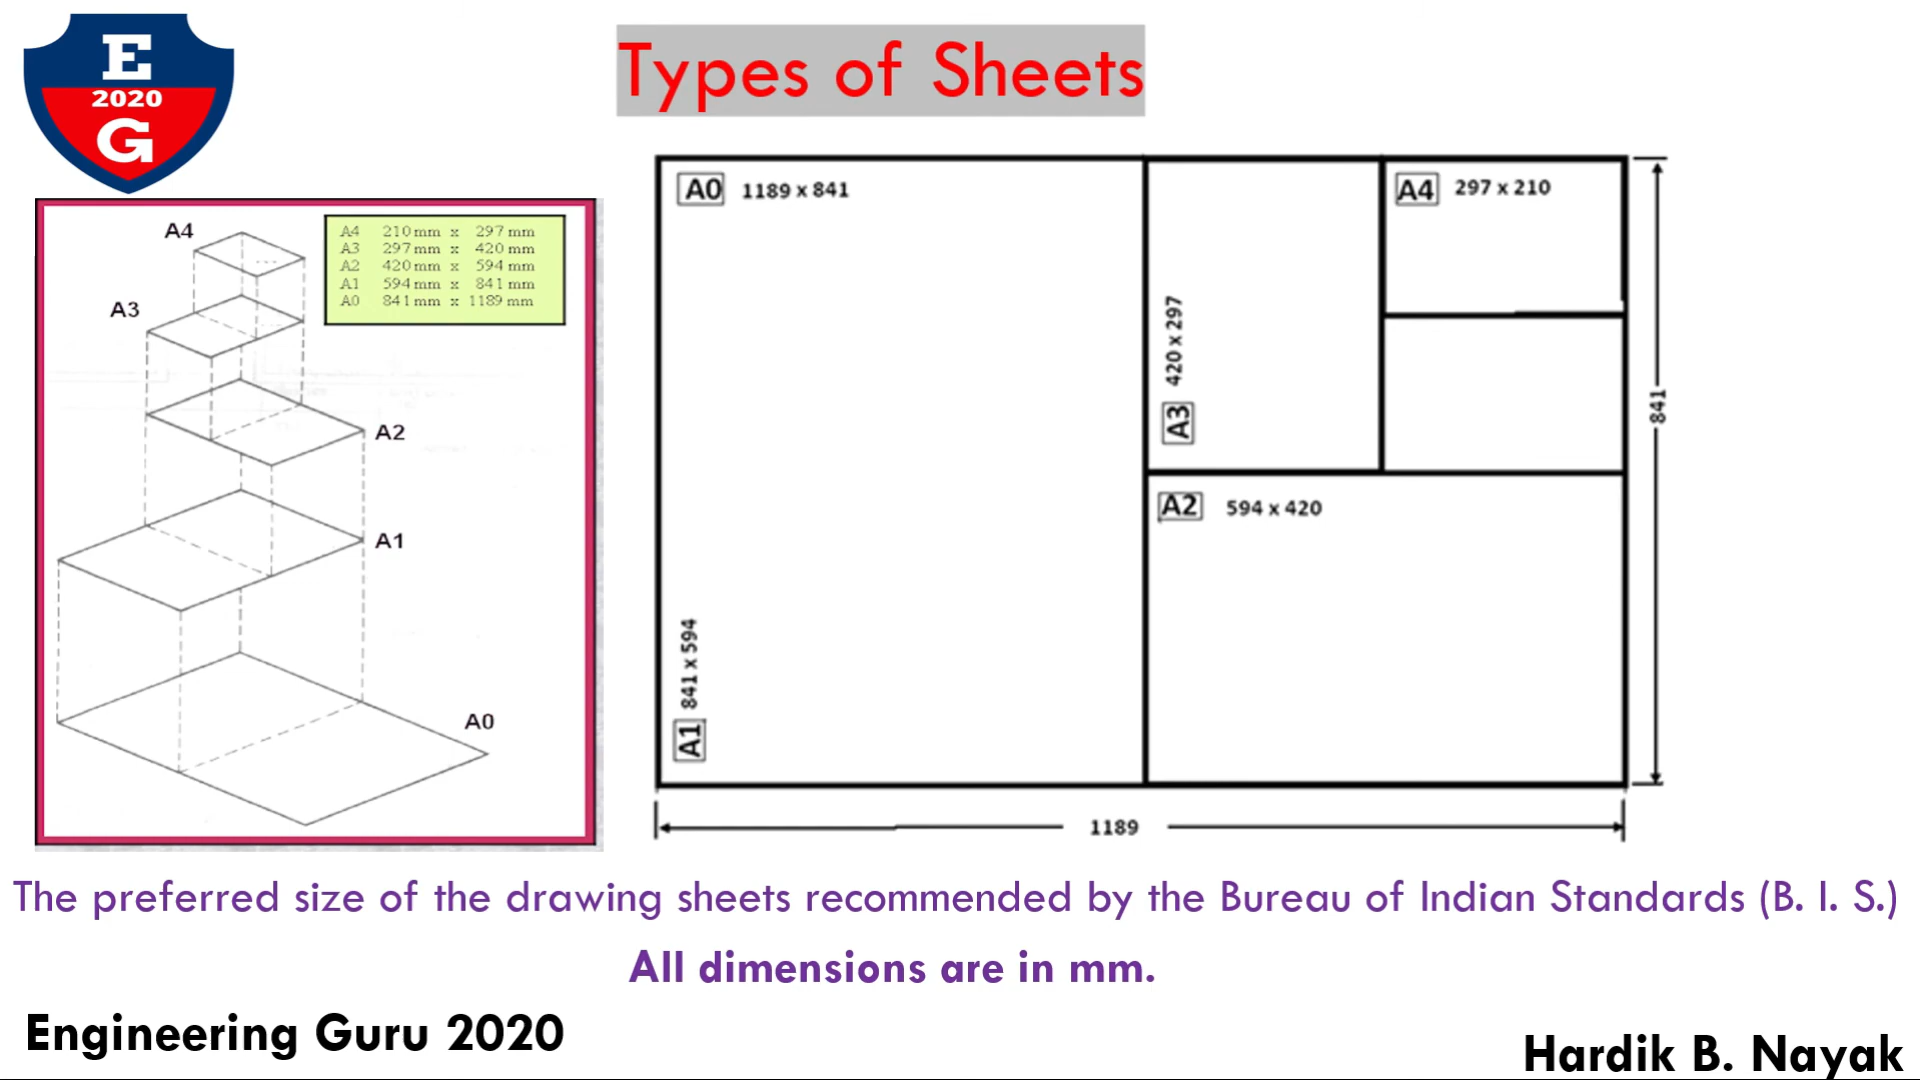 E
2020
G
Types of Sheets
A4 210 mm x 297 mm
A3 297 mm x 420 mm
A2 420 mm x 594 mm
A1 594 mm x 841 mm
A0 841 mm x 1189 mm
A4
A3
A2
A1
A0
A0 1189 x 841
A1 841 x 594
A3 420 x 297
A4 297 x 210
A2 594 x 420
841
1189
The preferred size of the drawing sheets recommended by the Bureau of Indian Standards (B. I. S.)
All dimensions are in mm.
Engineering Guru 2020
Hardik B. Nayak